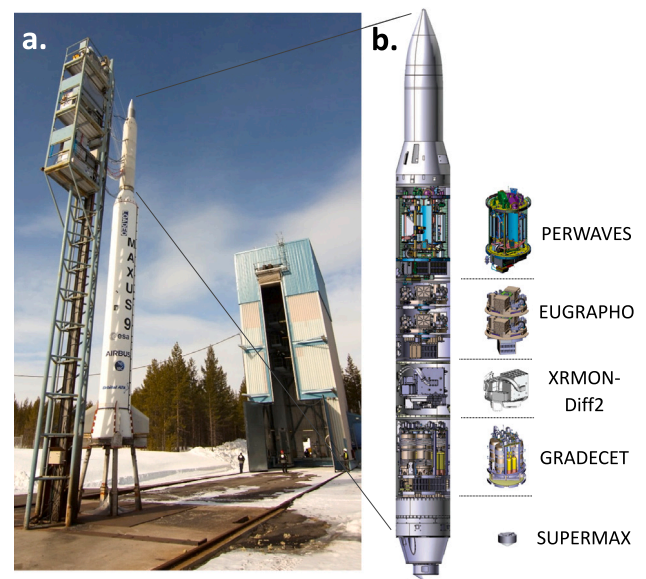 a.
b.
MAXUS 9
esa
AIRBUS
PERWAVES
EUGRAPHO
XRMON-
Diff2
GRADECET
SUPERMAX